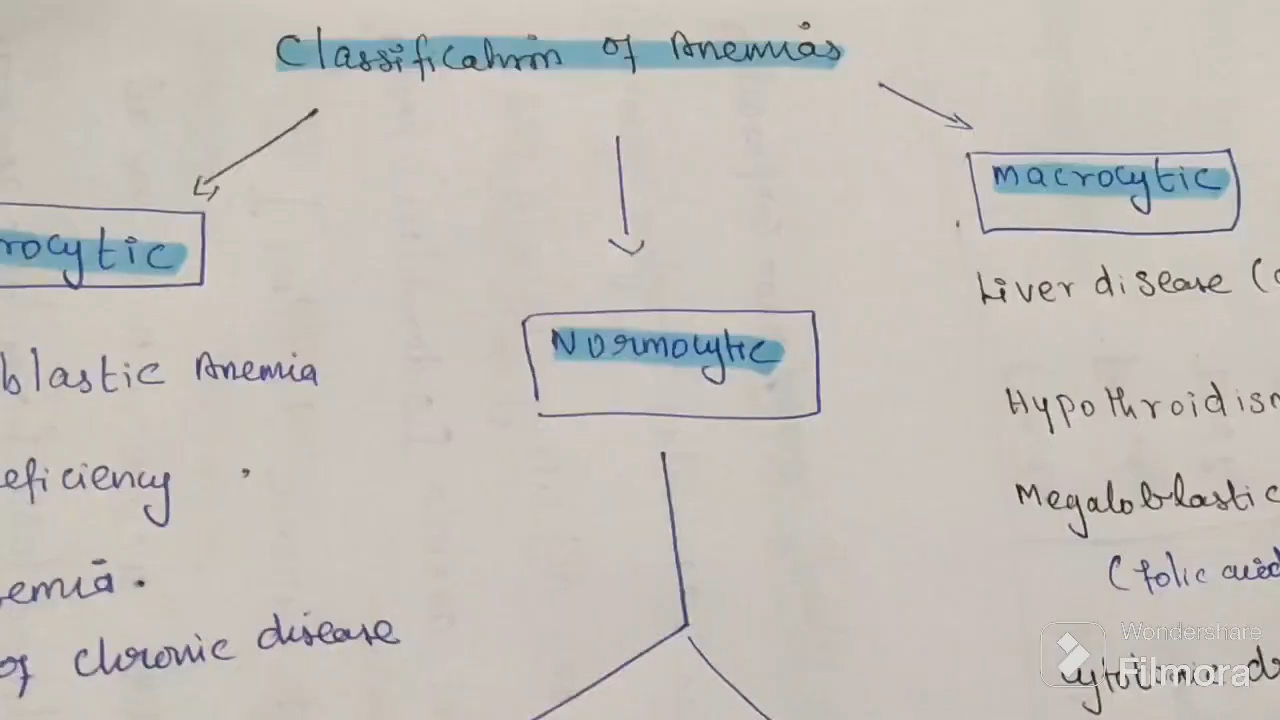 Classification of Anemias
rocytic
blastic Anemia
eficiency
emia.
of chronic disease
Normocytic
Macrocytic
Liver disease (
Hypothroidism
Megaloblastic
(folic acid
Wondershare
Filmora